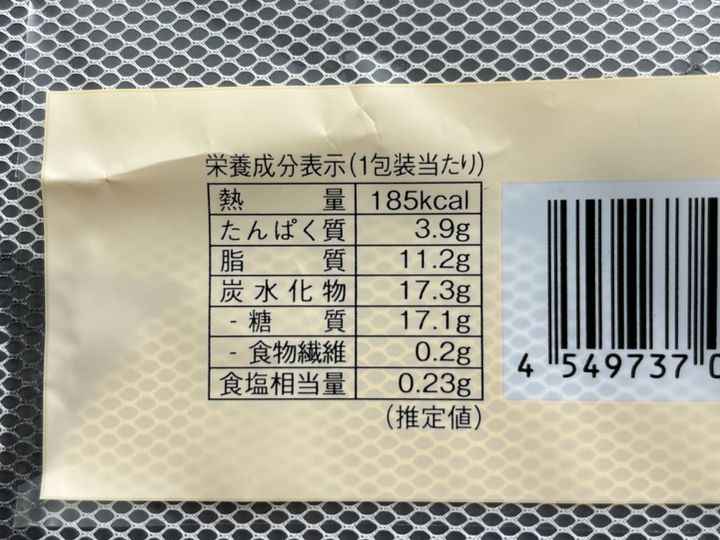 栄養成分表示(1包装当たり)
熱量 185kcal
たんぱく質 3.9g
脂質 11.2g
炭水化物 17.3g
- 糖質 17.1g
- 食物繊維 0.2g
食塩相当量 0.23g
(推定値)
4 549737 0